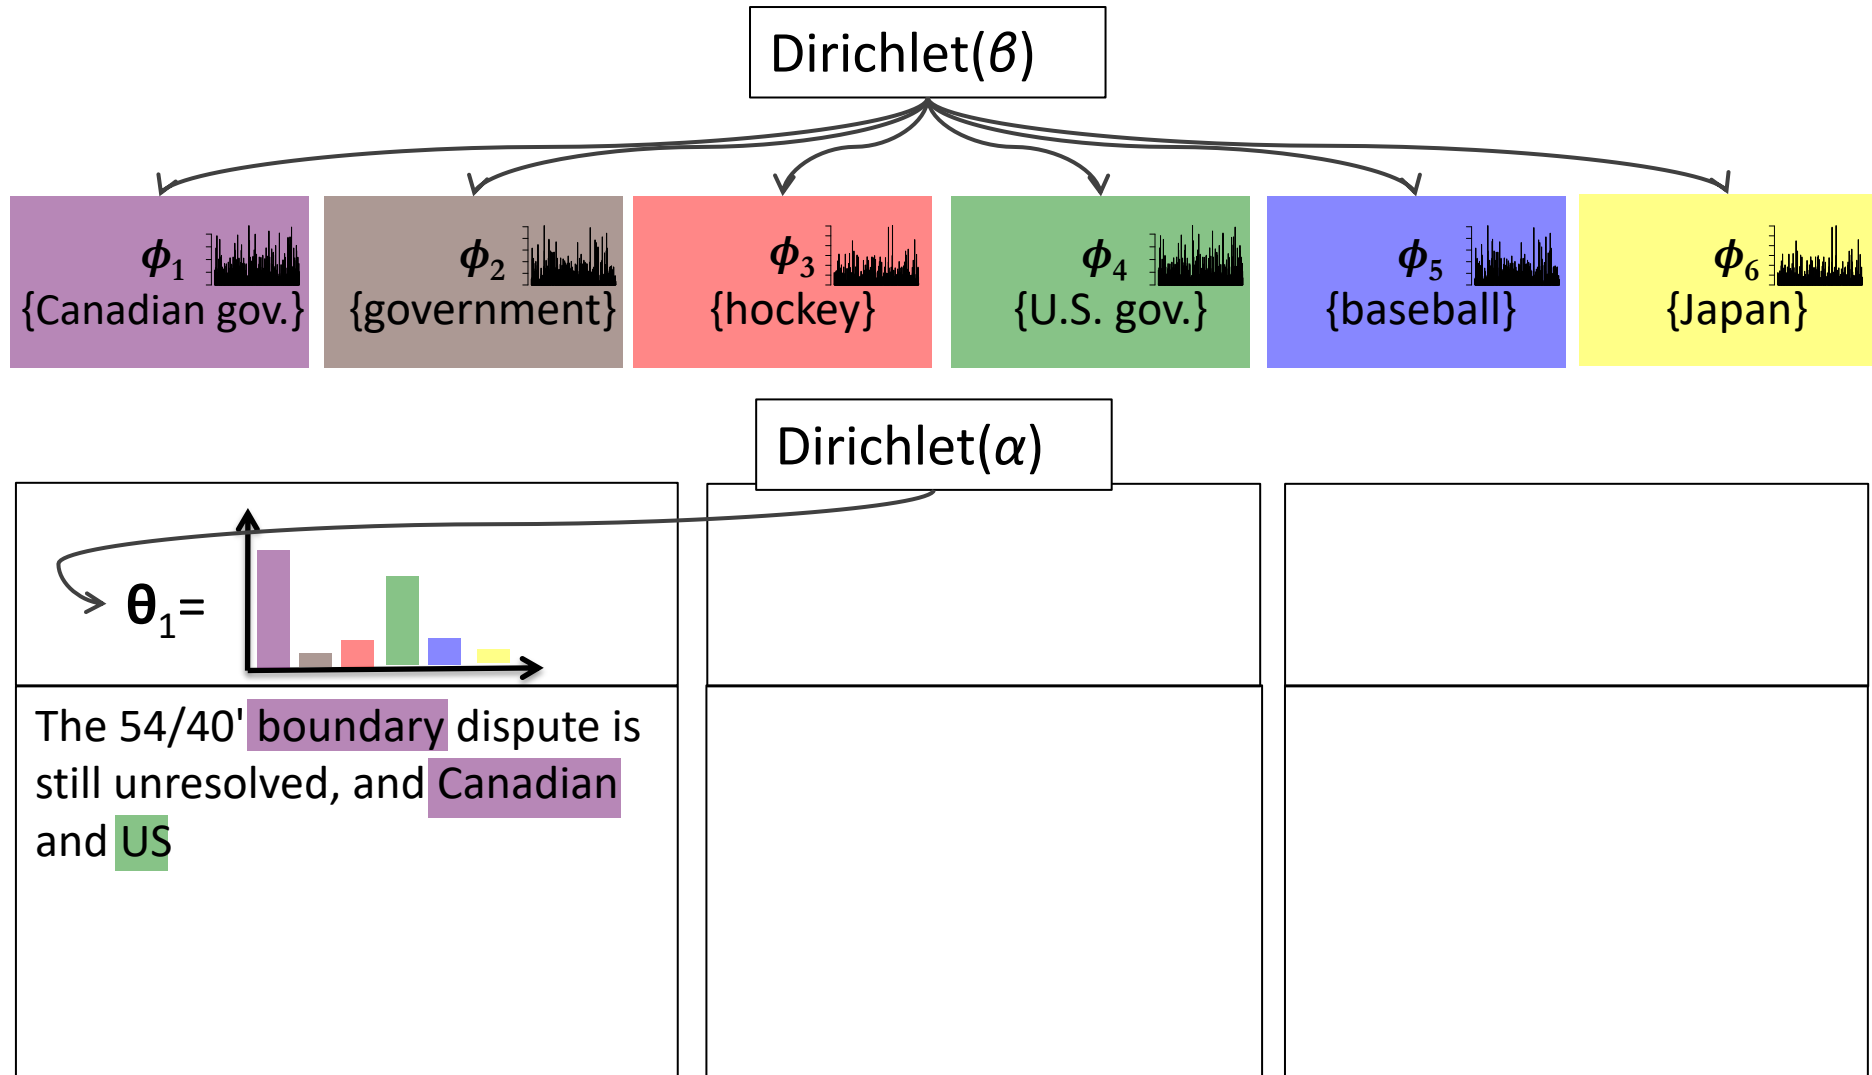 Dirichlet(β)
ϕ1 ϕ2 ϕ3 ϕ4 ϕ5 ϕ6
{Canadian gov.} {government} {hockey} {U.S. gov.} {baseball} {Japan}
Dirichlet(α)
θ1=
The 54/40' boundary dispute is
still unresolved, and Canadian
and US